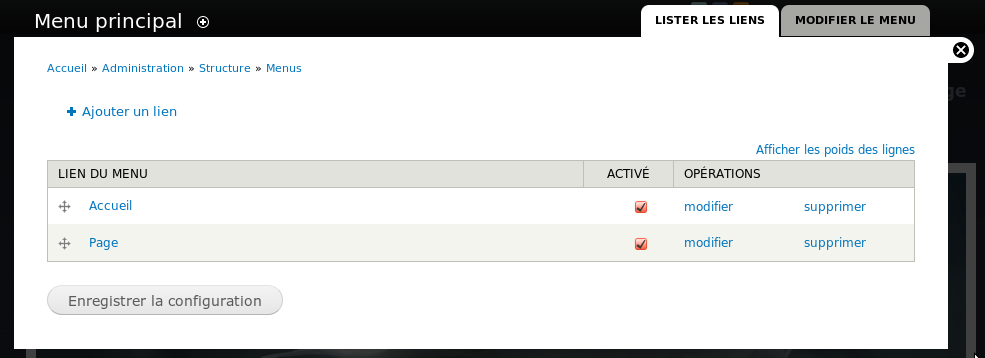 Menu principal
LISTER LES LIENS
MODIFIER LE MENU
Accueil » Administration » Structure » Menus
Ajouter un lien
Afficher les poids des lignes
LIEN DU MENU ACTIVÉ OPÉRATIONS
Accueil modifier supprimer
Page modifier supprimer
Enregistrer la configuration